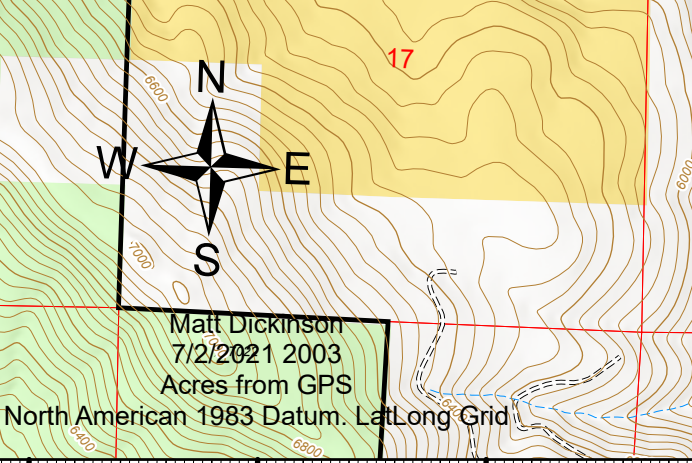 17
N
6600
W
E
6000
S
7000
Matt Dickinson
7/2/2021 2003
Acres from GPS
North American 1983 Datum. LatLong Grid
6400
6800